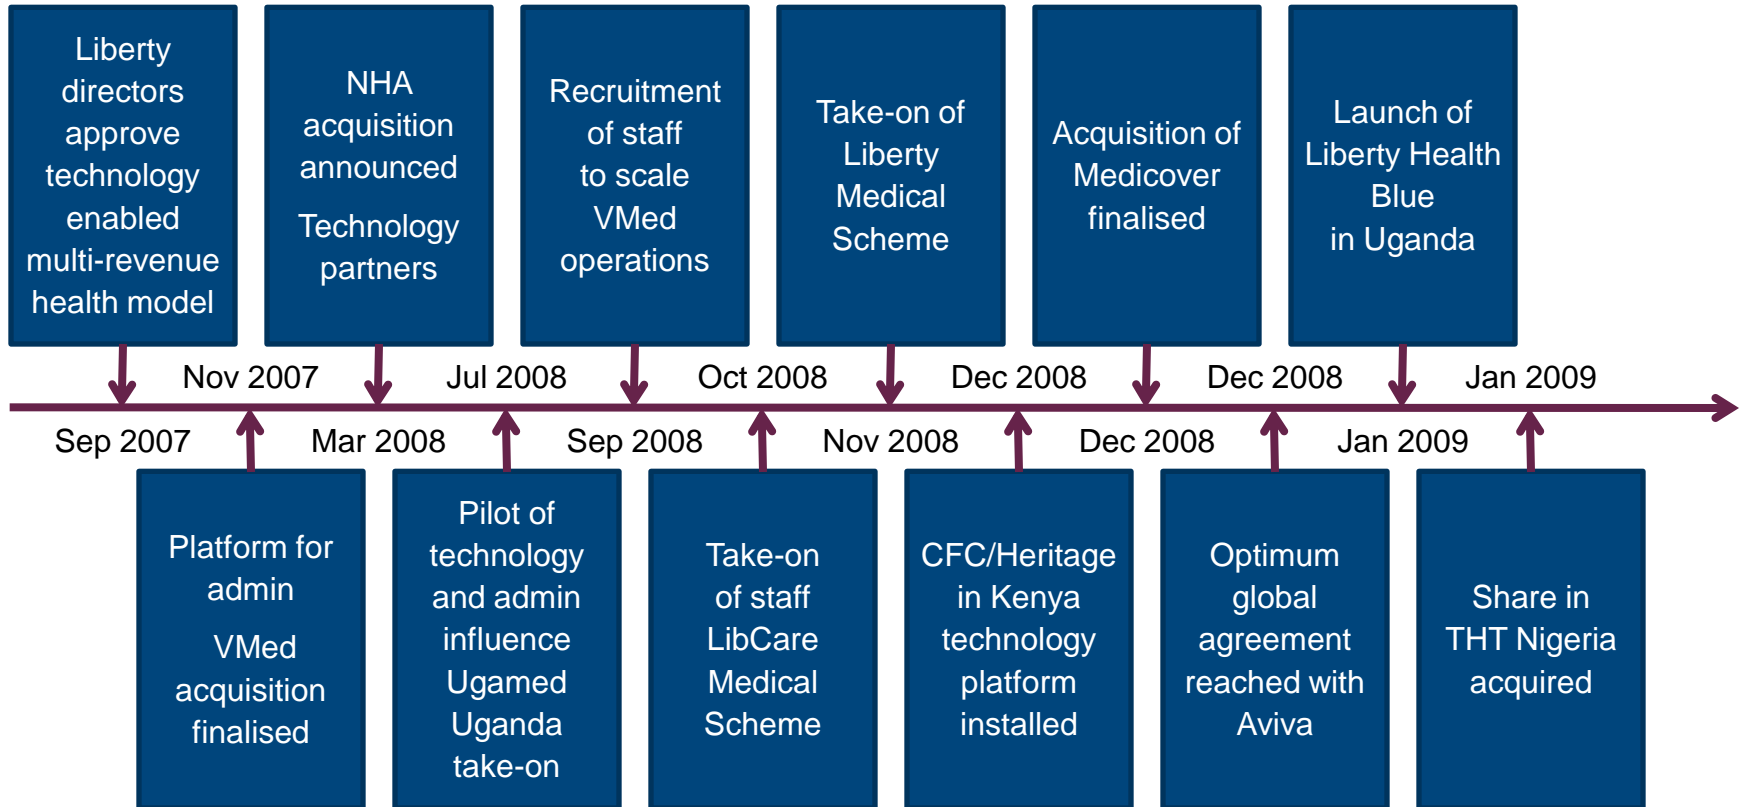 Liberty
directors
approve
technology
enabled
multi-revenue
health model
NHA
acquisition
announced
Technology
partners
Recruitment
of staff
to scale
VMed
operations
Take-on of
Liberty
Medical
Scheme
Acquisition of
Medicover
finalised
Launch of
Liberty Health
Blue
in Uganda
Nov 2007
Jul 2008
Oct 2008
Dec 2008
Dec 2008
Jan 2009
Sep 2007
Mar 2008
Sep 2008
Nov 2008
Dec 2008
Jan 2009
Platform for
admin
VMed
acquisition
finalised
Pilot of
technology
and admin
influence
Ugamed
Uganda
take-on
Take-on
of staff
LibCare
Medical
Scheme
CFC/Heritage
in Kenya
technology
platform
installed
Optimum
global
agreement
reached with
Aviva
Share in
THT Nigeria
acquired